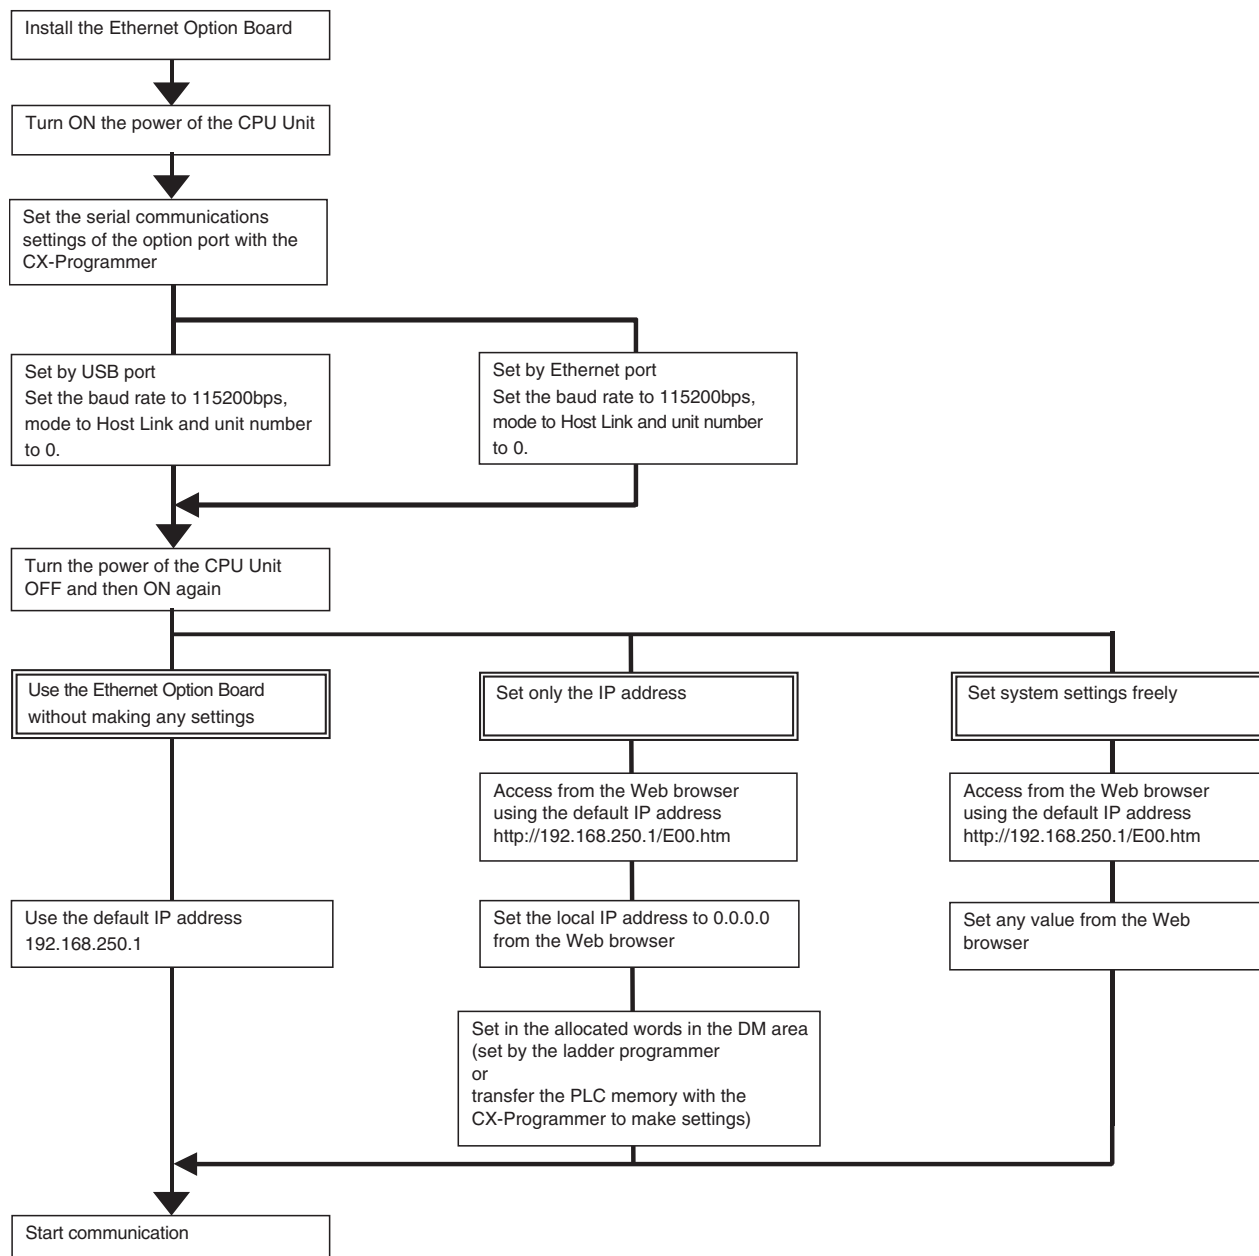 Install the Ethernet Option Board
Turn ON the power of the CPU Unit
Set the serial communications
settings of the option port with the
CX-Programmer
Set by USB port
Set the baud rate to 115200bps,
mode to Host Link and unit number
to 0.
Set by Ethernet port
Set the baud rate to 115200bps,
mode to Host Link and unit number
to 0.
Turn the power of the CPU Unit
OFF and then ON again
Use the Ethernet Option Board
without making any settings
Set only the IP address
Set system settings freely
Access from the Web browser
using the default IP address
http://192.168.250.1/E00.htm
Access from the Web browser
using the default IP address
http://192.168.250.1/E00.htm
Use the default IP address
192.168.250.1
Set the local IP address to 0.0.0.0
from the Web browser
Set any value from the Web
browser
Set in the allocated words in the DM area
(set by the ladder programmer
or
transfer the PLC memory with the
CX-Programmer to make settings)
Start communication